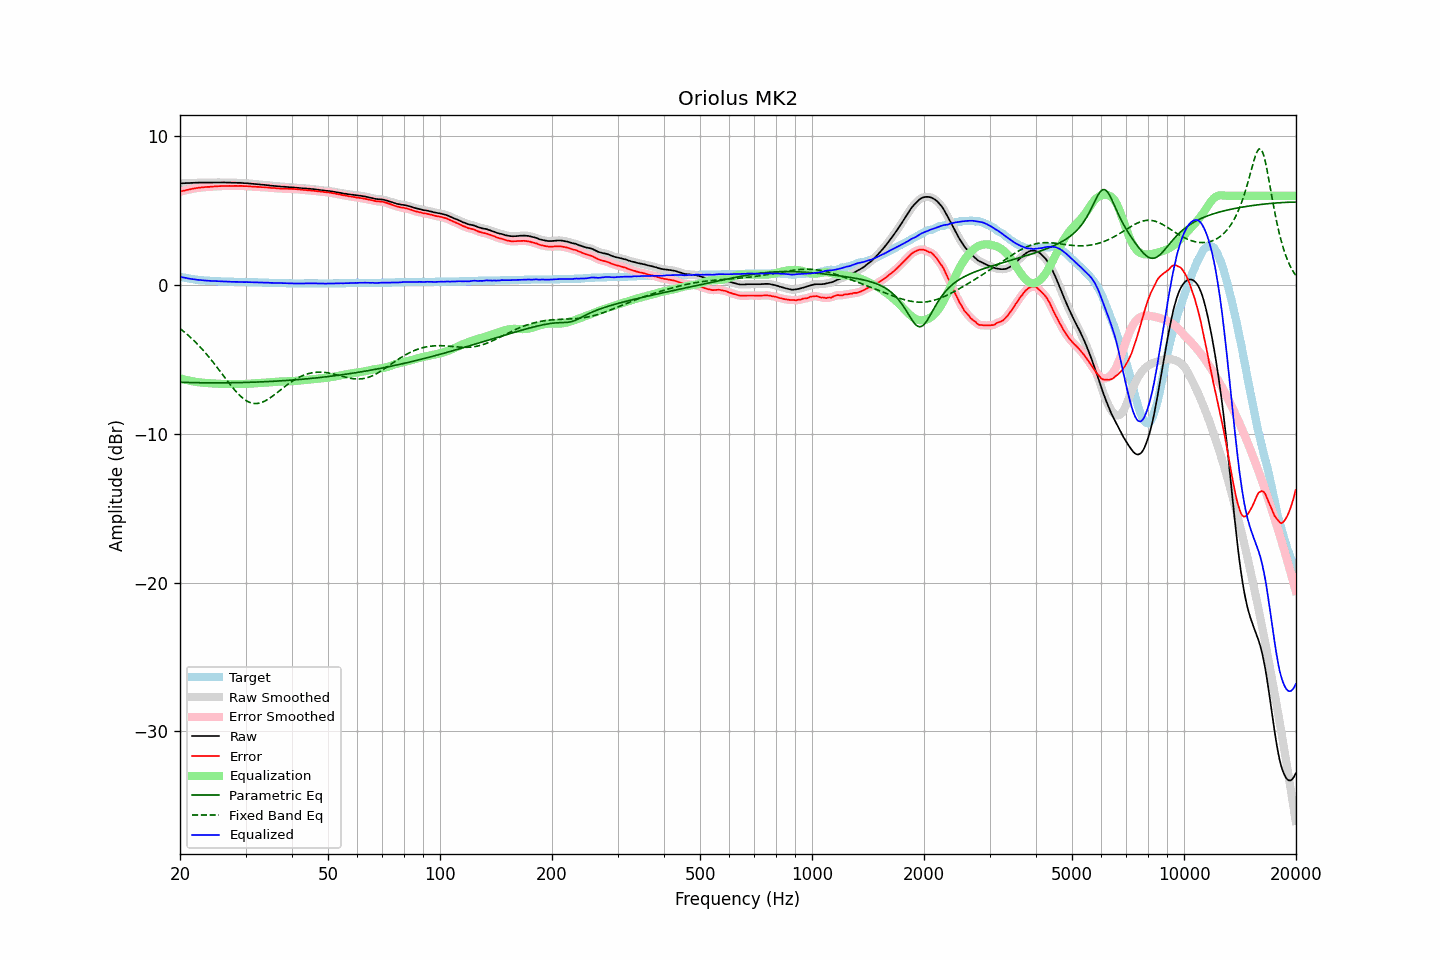 Oriolus MK2
10
0
−10
−20
−30
Amplitude (dBr)
20
50
100
200
500
1000
2000
5000
10000
20000
Frequency (Hz)
Target
Raw Smoothed
Error Smoothed
Raw
Error
Equalization
Parametric Eq
Fixed Band Eq
Equalized